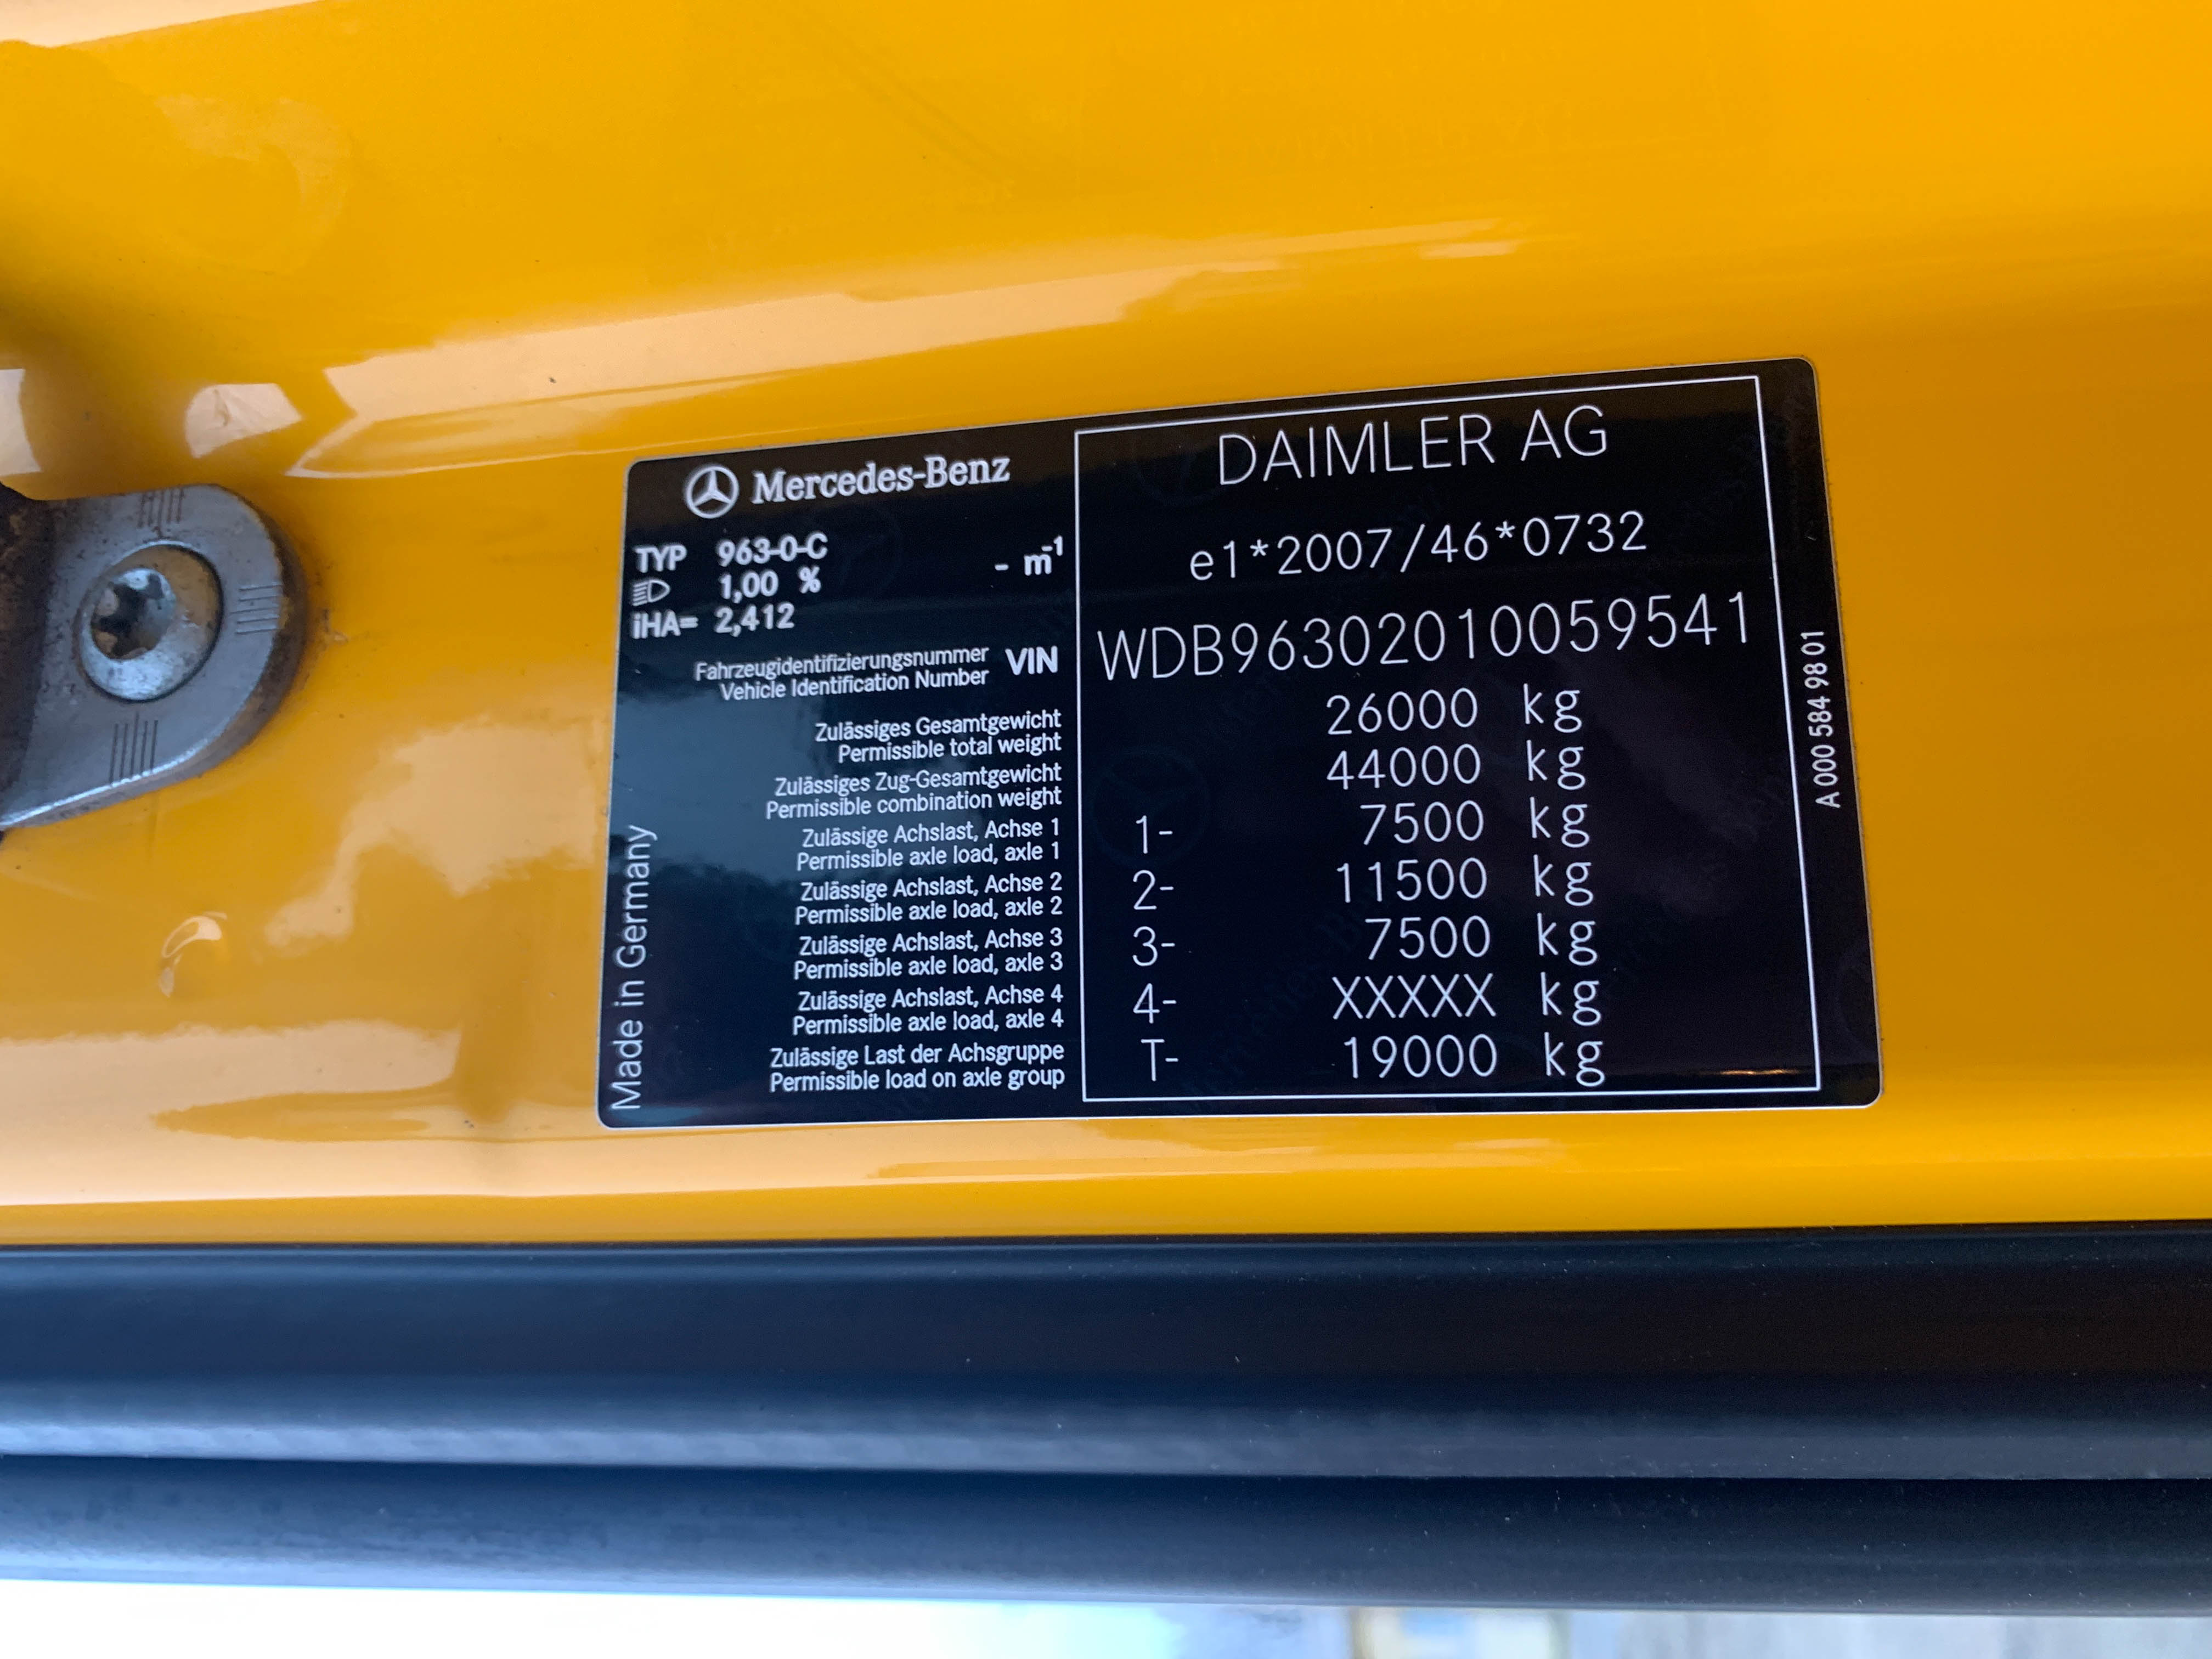 Mercedes-Benz
TYP 963-0-C
1,00 % - m-1
iHA= 2,412
Fahrzeugidentifizierungsnummer
Vehicle Identification Number
VIN
Zulässiges Gesamtgewicht
Permissible total weight
Zulässiges Zug-Gesamtgewicht
Permissible combination weight
Zulässige Achslast, Achse 1
Permissible axle load, axle 1
Zulässige Achslast, Achse 2
Permissible axle load, axle 2
Zulässige Achslast, Achse 3
Permissible axle load, axle 3
Zulässige Achslast, Achse 4
Permissible axle load, axle 4
Zulässige Last der Achsgruppe
Permissible load on axle group
Made in Germany
DAIMLER AG
e1*2007/46*0732
WDB96302010059541
26000 kg
44000 kg
1- 7500 kg
2- 11500 kg
3- 7500 kg
4- XXXXX kg
T- 19000 kg
A 000 584 98 01